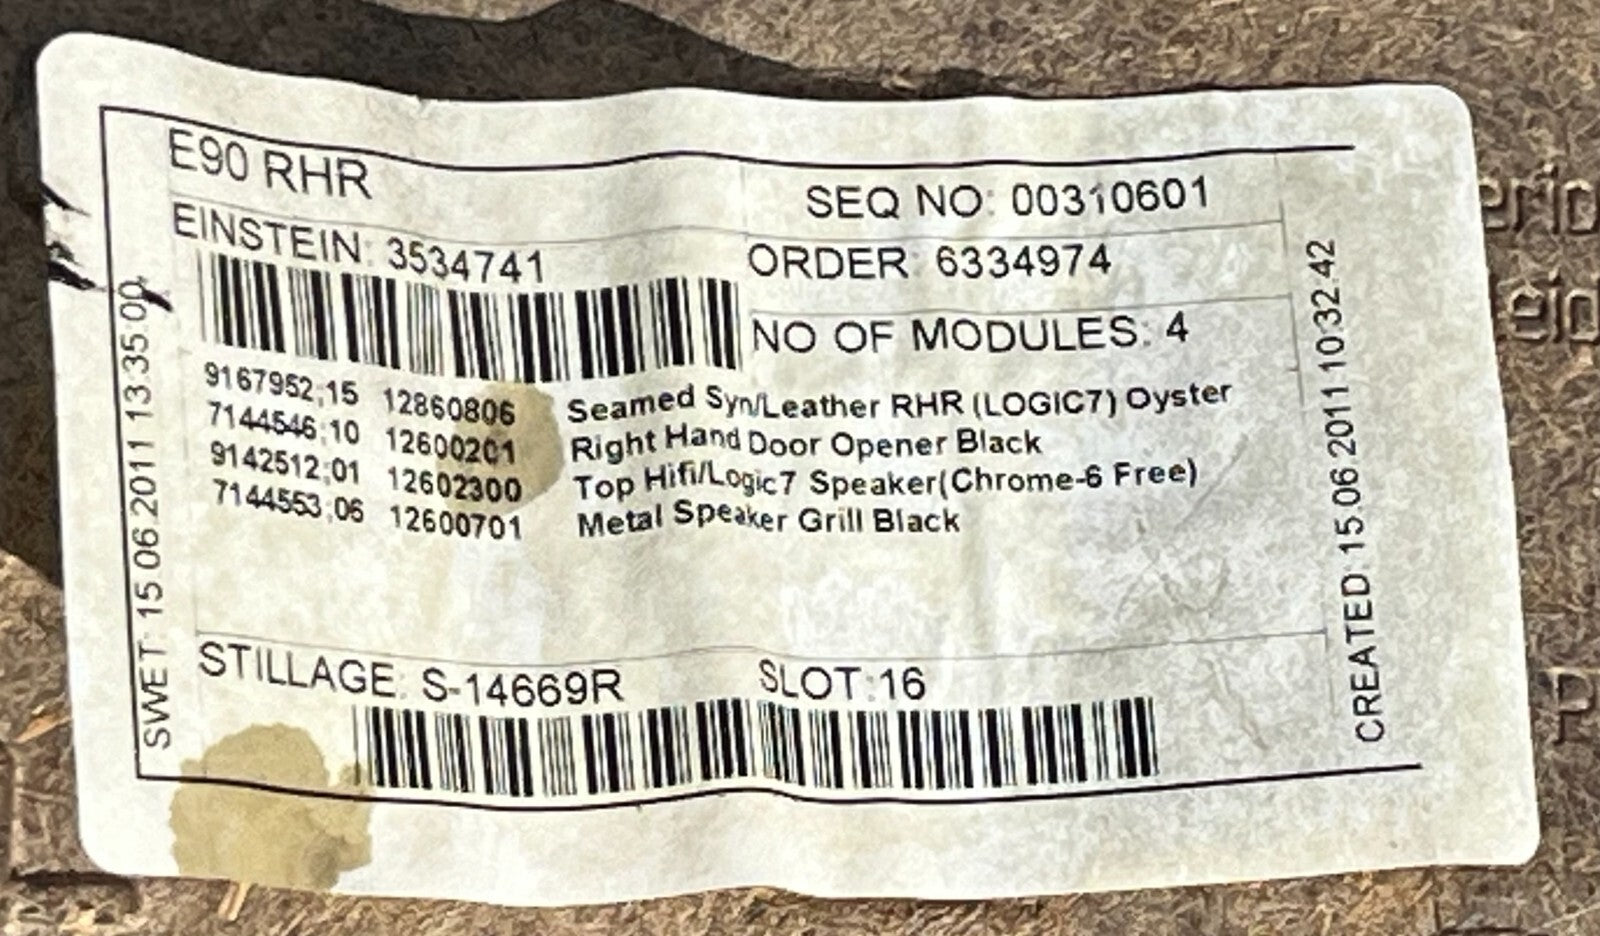 E90 RHR
SEQ NO: 00310601
EINSTEIN: 3534741
ORDER: 6334974
NO OF MODULES: 4
9167952;15 12860806 Seamed Syn/Leather RHR (LOGIC7) Oyster
7144546;10 12600201 Right Hand Door Opener Black
9142512;01 12602300 Top Hifi/Logic7 Speaker(Chrome-6 Free)
7144553;06 12600701 Metal Speaker Grill Black
STILLAGE: S-14669R SLOT:16
SWET: 15.06.2011 13:35:00
CREATED: 15.06.2011 10:32:42